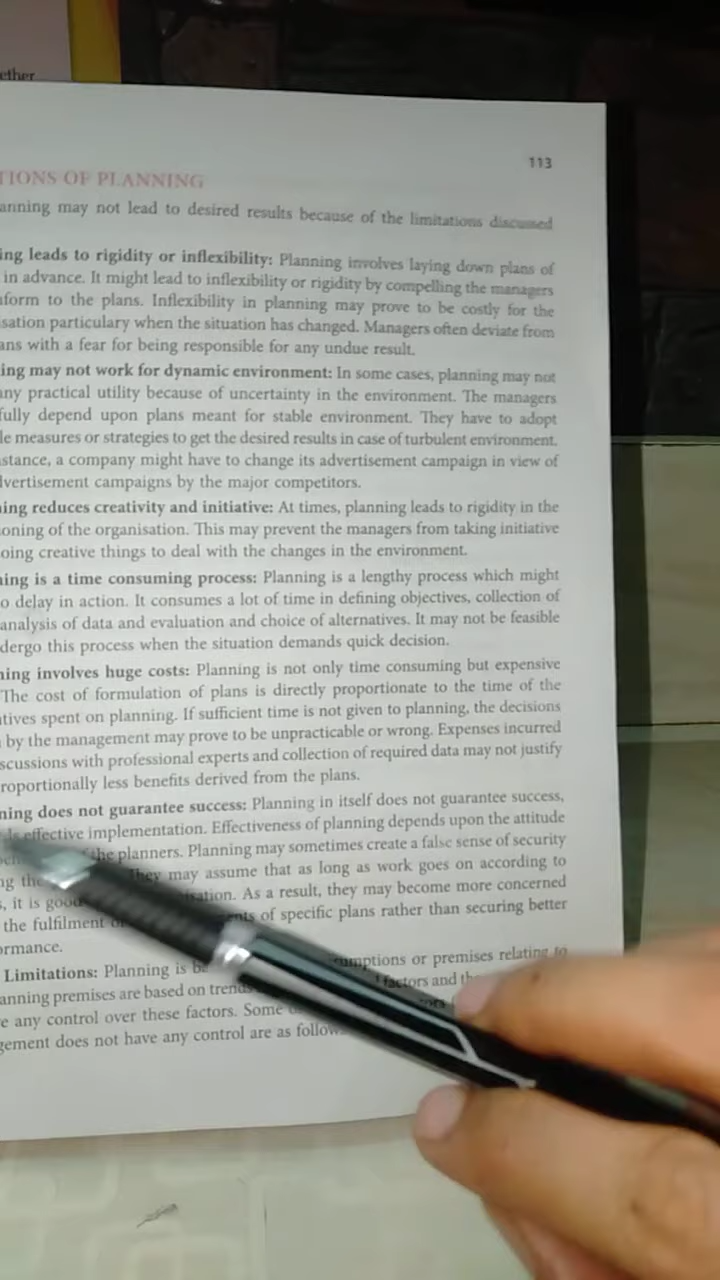 ether
113
TIONS OF PLANNING
anning may not lead to desired results because of the limitations discussed
ing leads to rigidity or inflexibility: Planning involves laying down plans of
in advance. It might lead to inflexibility or rigidity by compelling the managers
nform to the plans. Inflexibility in planning may prove to be costly for the
sation particulary when the situation has changed. Managers often deviate from
ans with a fear for being responsible for any undue result.
ing may not work for dynamic environment: In some cases, planning may not
any practical utility because of uncertainty in the environment. The managers
fully depend upon plans meant for stable environment. They have to adopt
le measures or strategies to get the desired results in case of turbulent environment.
stance, a company might have to change its advertisement campaign in view of
dvertisement campaigns by the major competitors.
ing reduces creativity and initiative: At times, planning leads to rigidity in the
oning of the organisation. This may prevent the managers from taking initiative
oing creative things to deal with the changes in the environment.
ning is a time consuming process: Planning is a lengthy process which might
o delay in action. It consumes a lot of time in defining objectives, collection of
analysis of data and evaluation and choice of alternatives. It may not be feasible
dergo this process when the situation demands quick decision.
ning involves huge costs: Planning is not only time consuming but expensive
The cost of formulation of plans is directly proportionate to the time of the
tives spent on planning. If sufficient time is not given to planning, the decisions
by the management may prove to be unpracticable or wrong. Expenses incurred
scussions with professional experts and collection of required data may not justify
roportionally less benefits derived from the plans.
ning does not guarantee success: Planning in itself does not guarantee success,
effective implementation. Effectiveness of planning depends upon the attitude
the planners. Planning may sometimes create a false sense of security
ng the They may assume that as long as work goes on according to
, it is good sation. As a result, they may become more concerned
the fulfilment of specific plans rather than securing better
ormance.
Limitations: Planning is umptions or premises relating to
anning premises are based on trends factors and
e any control over these factors. Some
gement does not have any control are as follow